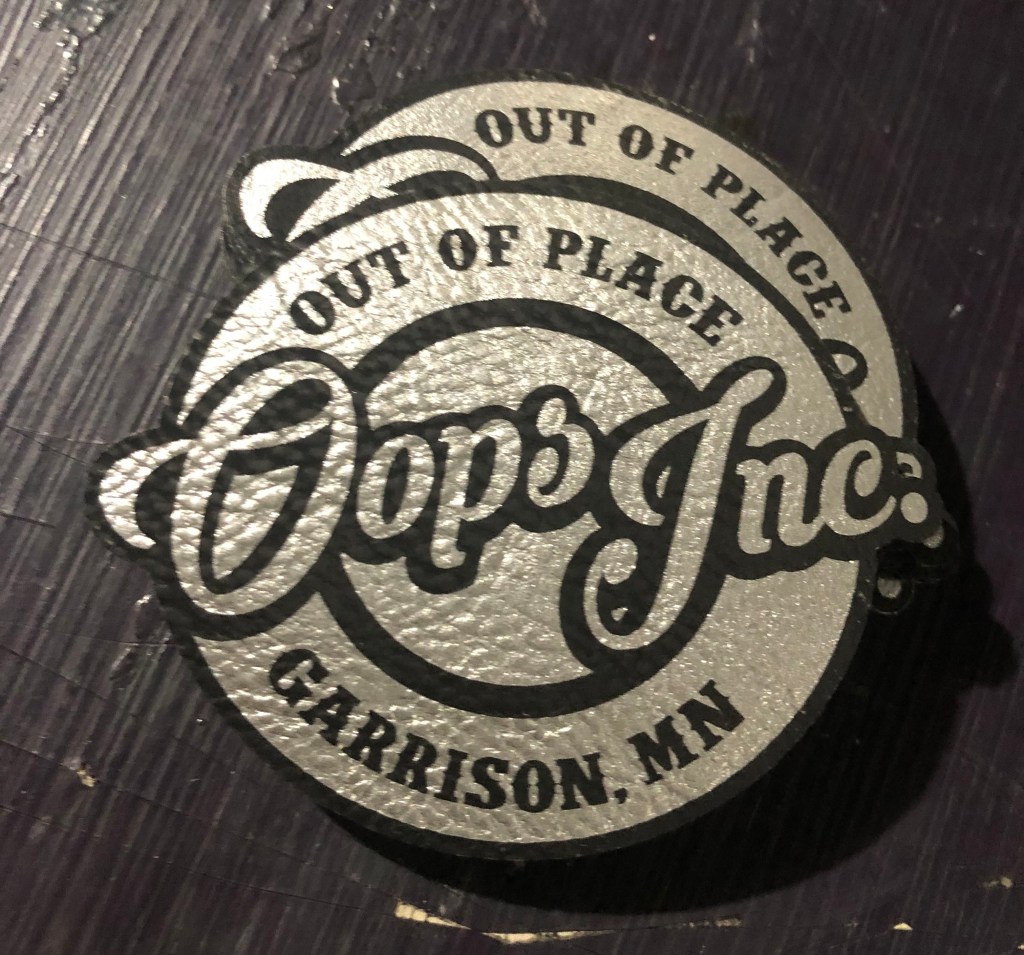 OUT OF PLACE
OUT OF PLACE
Oops Inc.
GARRISON, MN